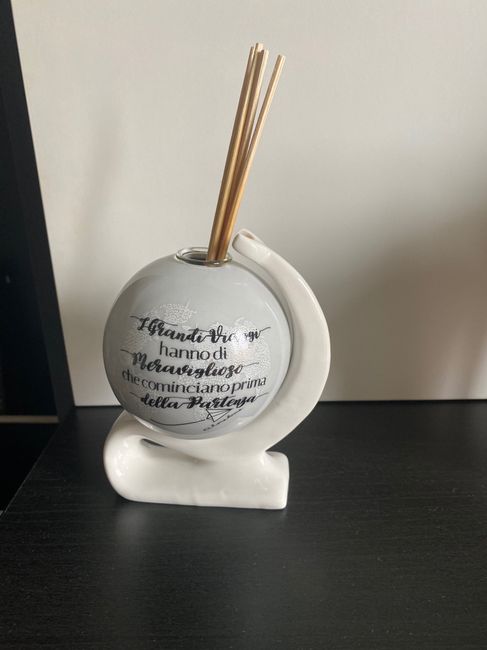 I Grandi Viaggi
hanno di
Meraviglioso
che cominciano prima
della Partenza